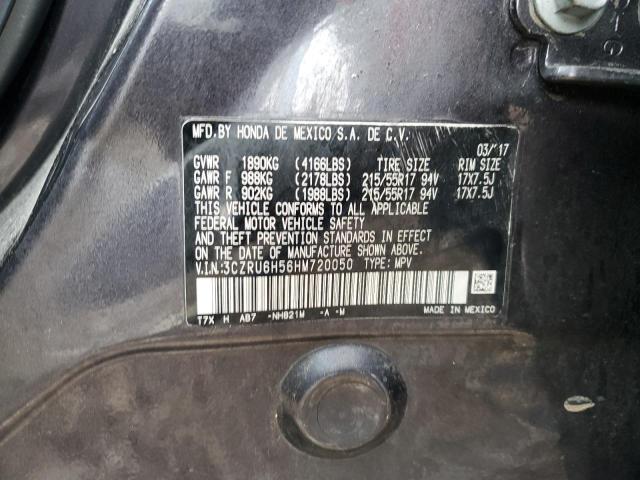 MFD.BY HONDA DE MEXICO S.A. DE C.V.
03/'17
GVWR 1890KG (4166LBS) TIRE SIZE RIM SIZE
GAWR F 988KG (2178LBS) 215/55R17 94V 17X7.5J
GAWR R 902KG (1988LBS) 215/55R17 94V 17X7.5J
THIS VEHICLE CONFORMS TO ALL APPLICABLE
FEDERAL MOTOR VEHICLE SAFETY
AND THEFT PREVENTION STANDARDS IN EFFECT
ON THE DATE OF MANUFACTURE SHOWN ABOVE.
V.I.N:3CZRU6H56HM720050 TYPE: MPV
T7X H AB7 -NH821M -A -M
MADE IN MEXICO